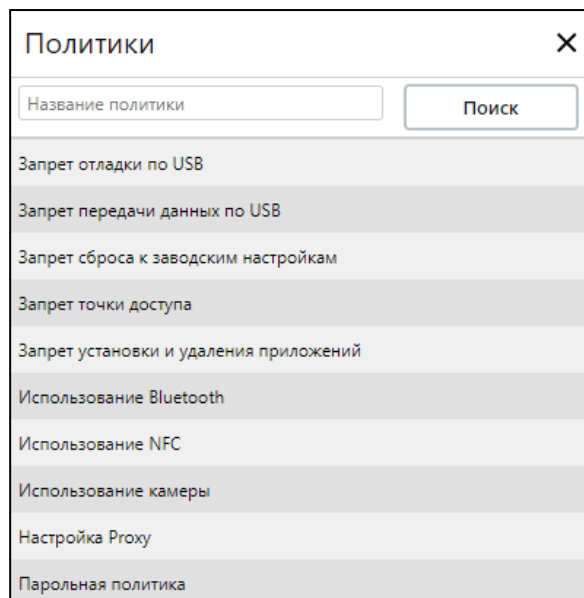 Политики
Название политики
Поиск
Запрет отладки по USB
Запрет передачи данных по USB
Запрет сброса к заводским настройкам
Запрет точки доступа
Запрет установки и удаления приложений
Использование Bluetooth
Использование NFC
Использование камеры
Настройка Proxy
Парольная политика